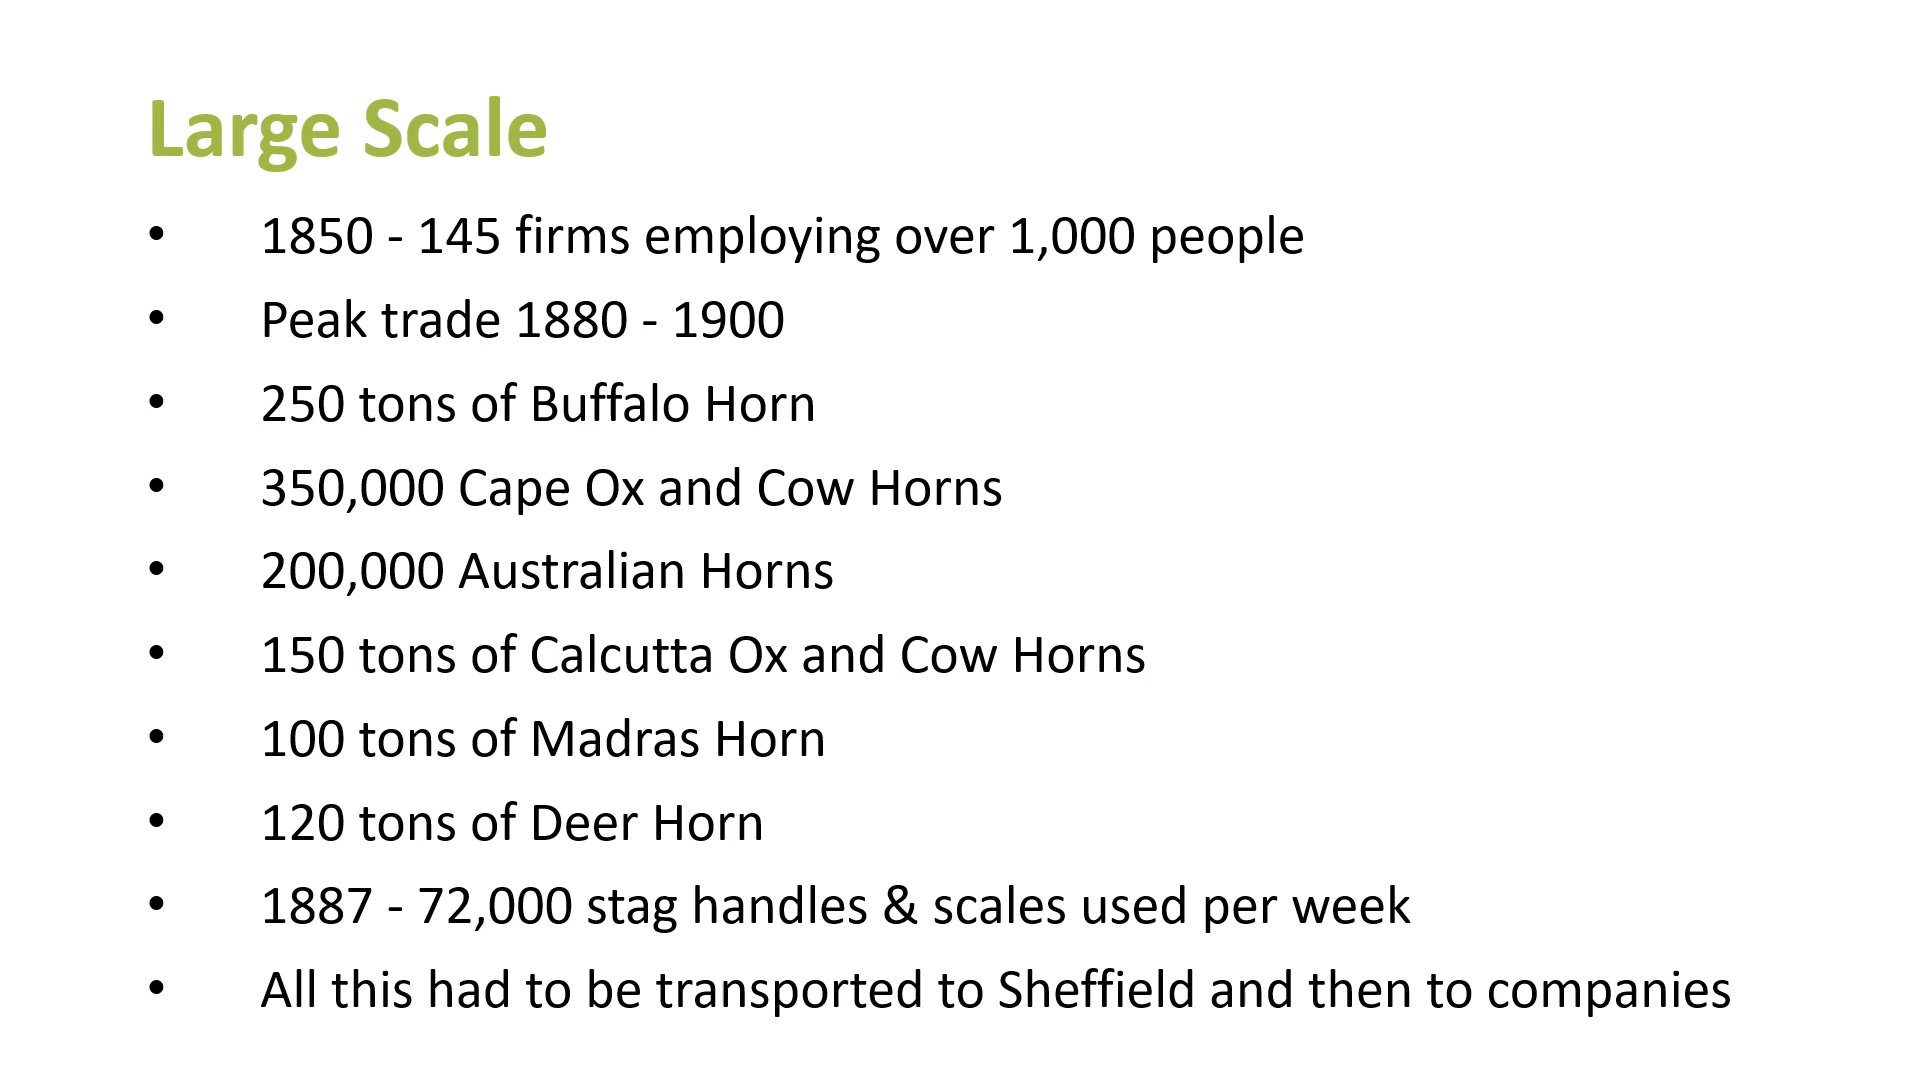 Large Scale
• 1850 - 145 firms employing over 1,000 people
• Peak trade 1880 - 1900
• 250 tons of Buffalo Horn
• 350,000 Cape Ox and Cow Horns
• 200,000 Australian Horns
• 150 tons of Calcutta Ox and Cow Horns
• 100 tons of Madras Horn
• 120 tons of Deer Horn
• 1887 - 72,000 stag handles & scales used per week
• All this had to be transported to Sheffield and then to companies